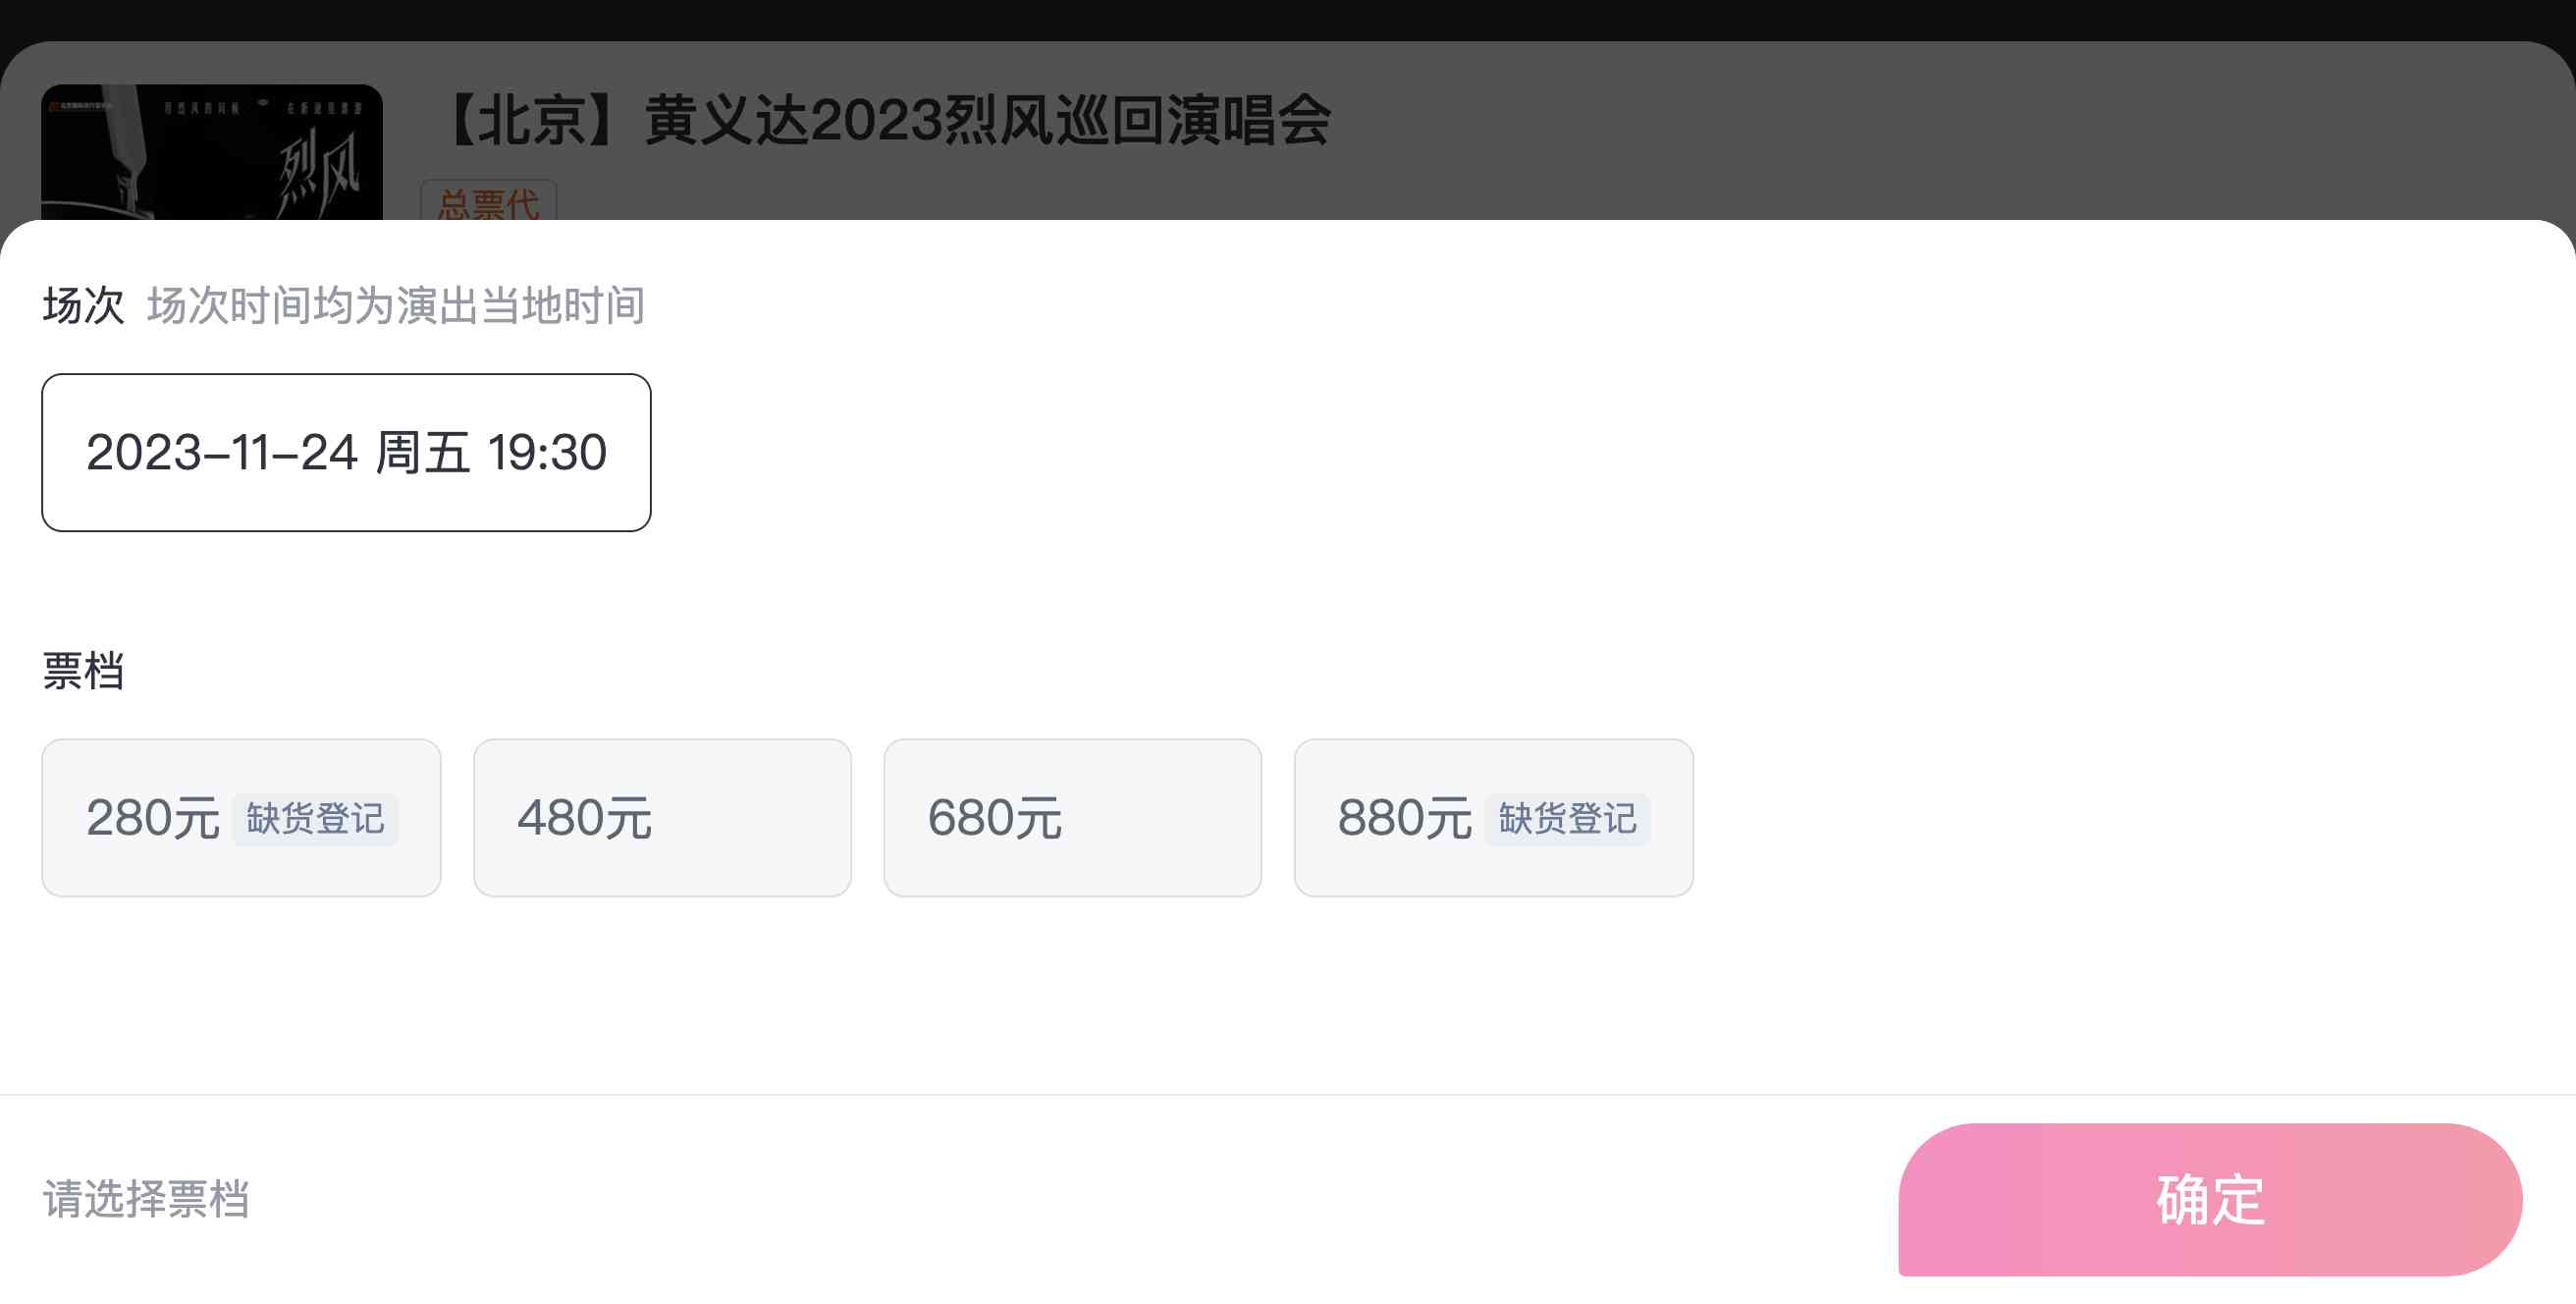 【北京】黄义达2023烈风巡回演唱会
烈风
总票代
场次 场次时间均为演出当地时间
2023-11-24 周五 19:30
票档
280元 缺货登记
480元
680元
880元 缺货登记
请选择票档
确定